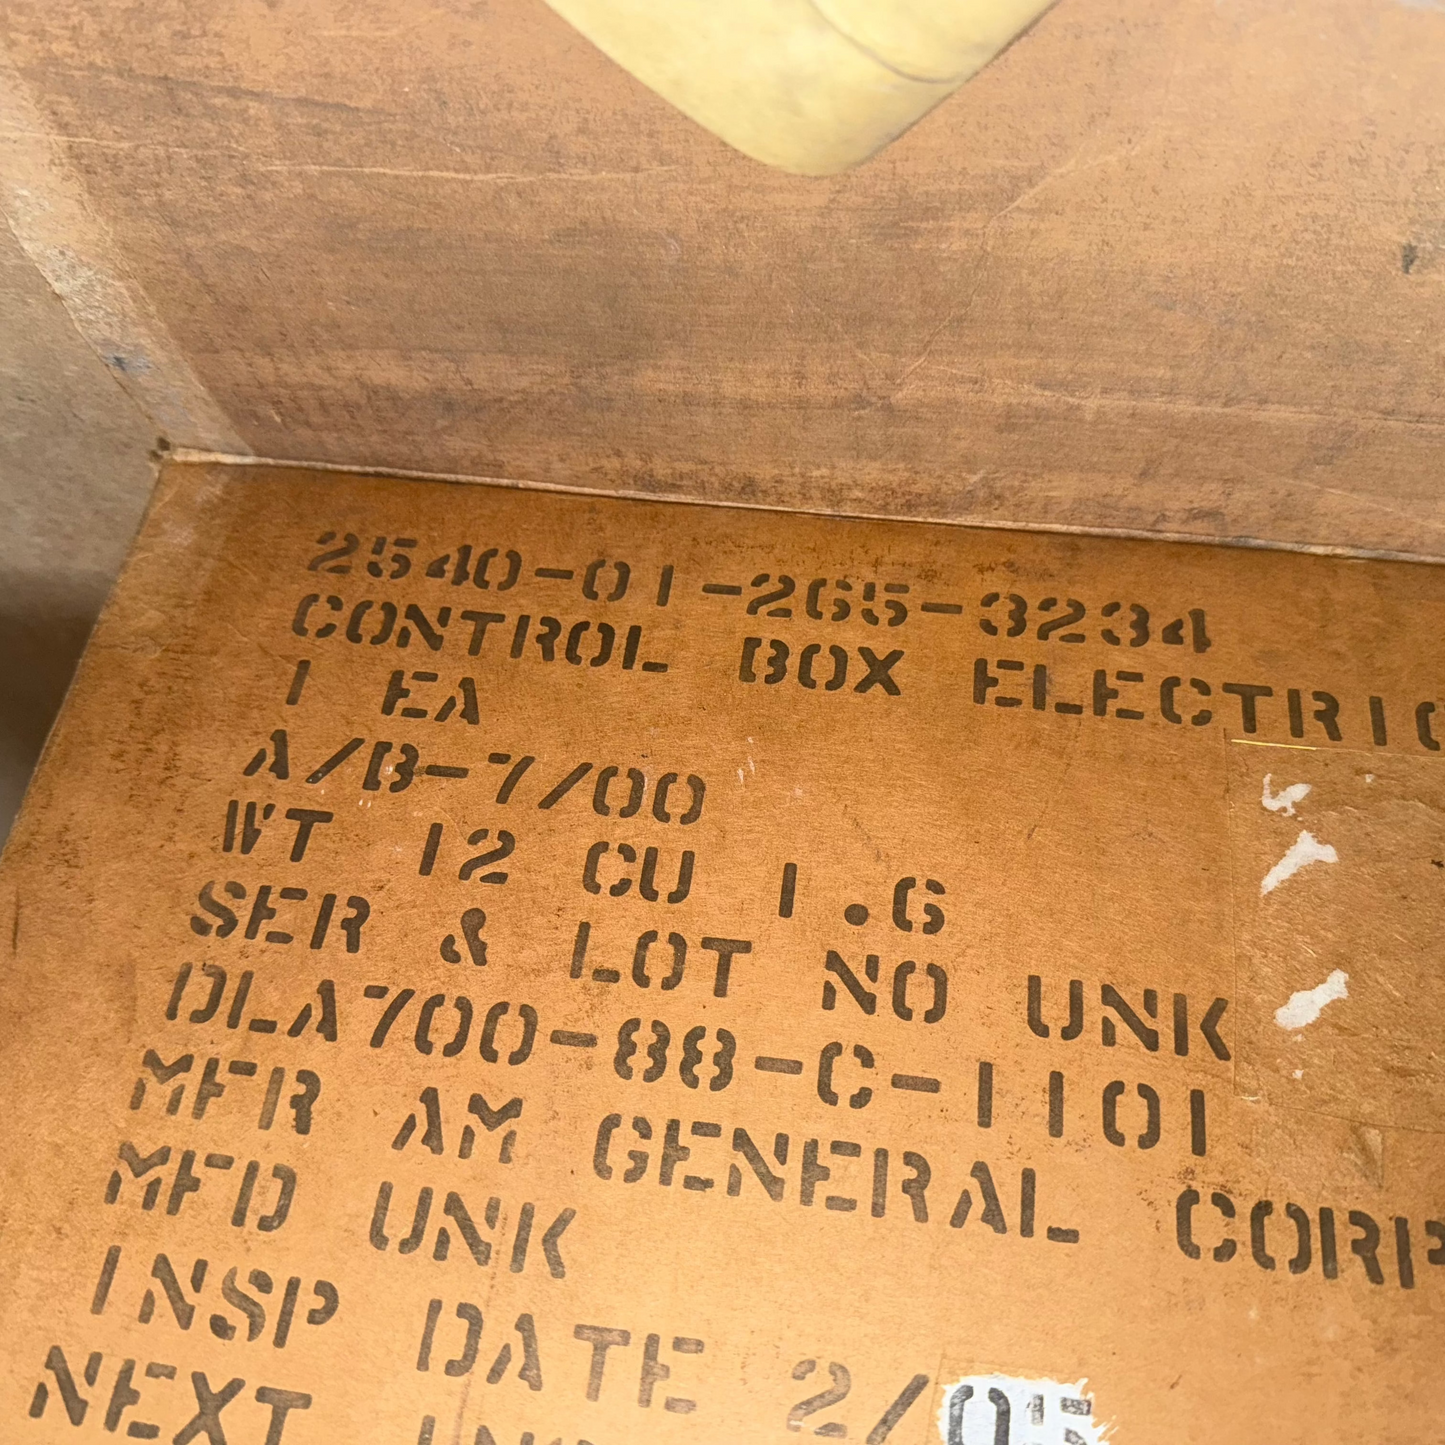 2540-01-265-3234
CONTROL BOX ELECTRIC
1 EA
A/B-7/00
WT 12 CU 1.6
SER & LOT NO UNK
DLA700-88-C-1101
MFR AM GENERAL CORP
MFD UNK
INSP DATE 2/05
NEXT